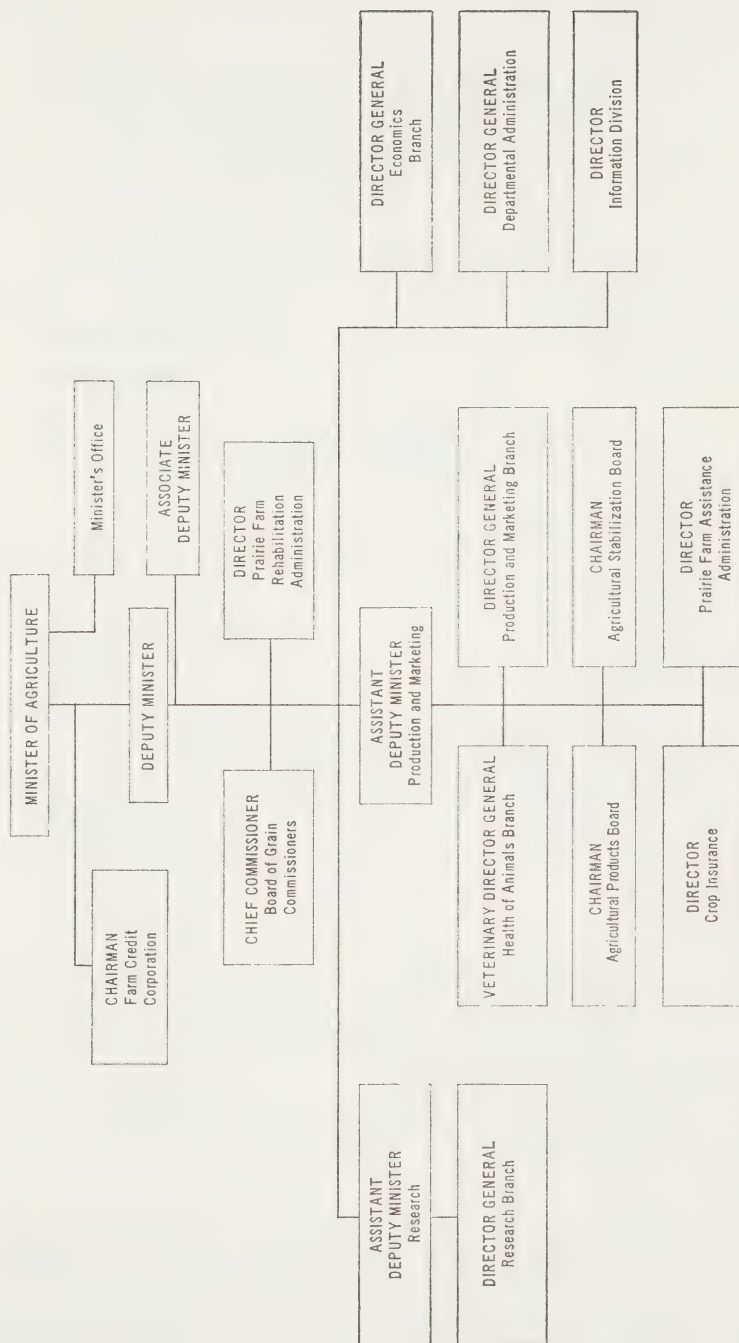 MINISTER OF AGRICULTURE
Minister's Office
CHAIRMAN
Farm Credit
Corporation
DEPUTY MINISTER
ASSOCIATE
DEPUTY MINISTER
CHIEF COMMISSIONER
Board of Grain
Commissioners
DIRECTOR
Prairie Farm
Rehabilitation
Administration
ASSISTANT
DEPUTY MINISTER
Research
DIRECTOR GENERAL
Research Branch
ASSISTANT
DEPUTY MINISTER
Production and Marketing
VETERINARY DIRECTOR GENERAL
Health of Animals Branch
DIRECTOR GENERAL
Production and Marketing Branch
CHAIRMAN
Agricultural Products Board
CHAIRMAN
Agricultural Stabilization Board
DIRECTOR
Crop Insurance
DIRECTOR
Prairie Farm Assistance
Administration
DIRECTOR GENERAL
Economics
Branch
DIRECTOR GENERAL
Departmental Administration
DIRECTOR
Information Division